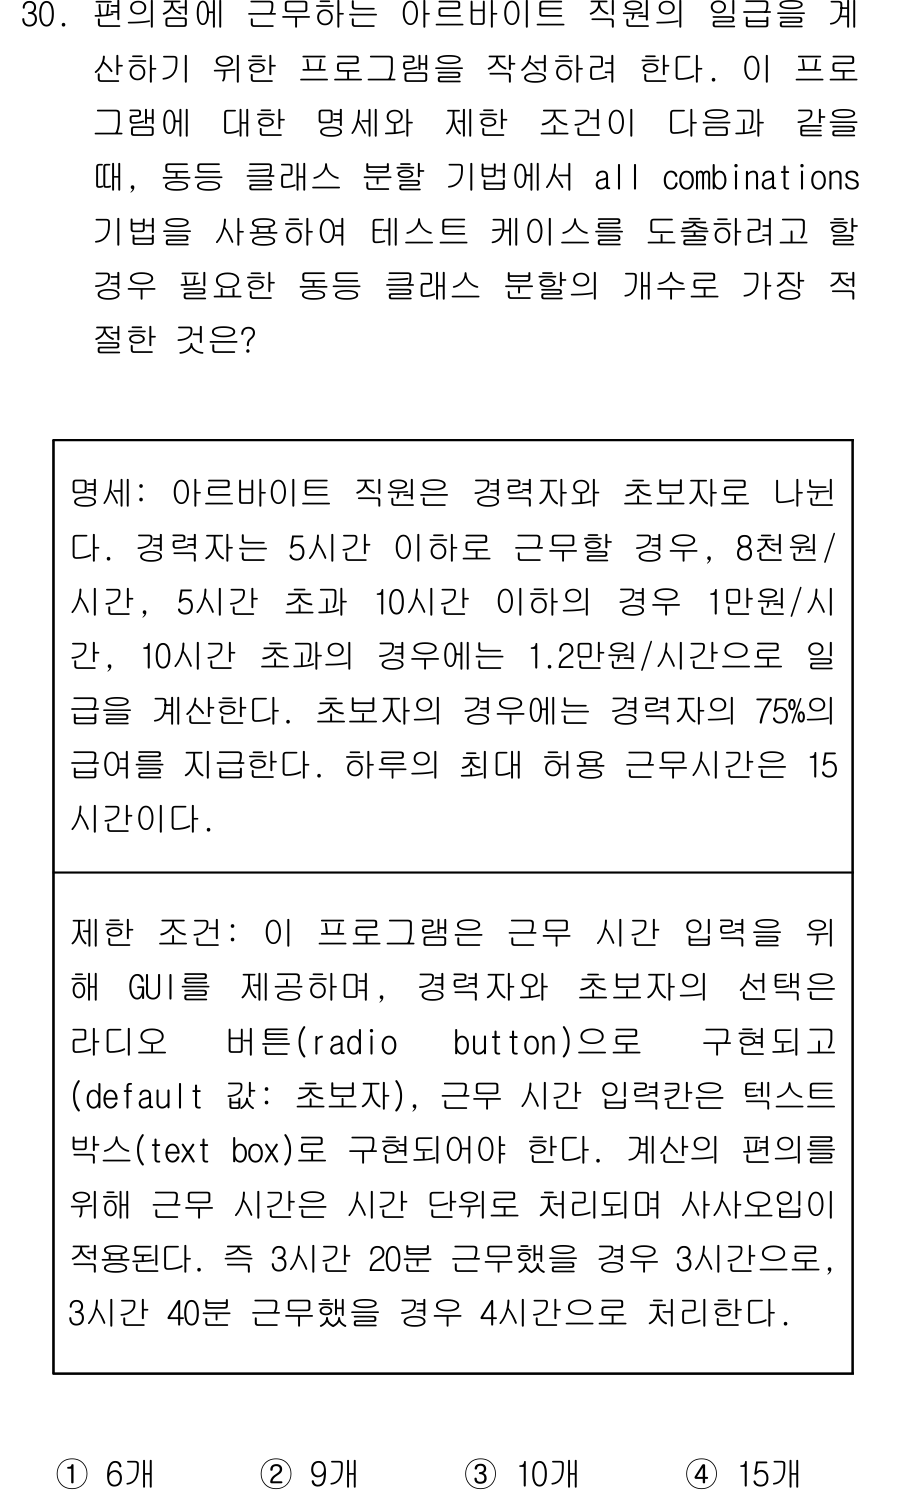 30. 편의점에 근무하는 아르바이트 직원의 일급을 계
산하기 위한 프로그램을 작성하려 한다. 이 프로
그램에 대한 명세와 제한 조건이 다음과 같을
때, 동등 클래스 분할 기법에서 all combinations
기법을 사용하여 테스트 케이스를 도출하려고 할
경우 필요한 동등 클래스 분할의 개수로 가장 적
절한 것은?
명세: 아르바이트 직원은 경력자와 초보자로 나뉜
다. 경력자는 5시간 이하로 근무할 경우, 8천원/
시간, 5시간 초과 10시간 이하의 경우 1만원/시
간, 10시간 초과의 경우에는 1.2만원/시간으로 일
급을 계산한다. 초보자의 경우에는 경력자의 75%의
급여를 지급한다. 하루의 최대 허용 근무시간은 15
시간이다.
제한 조건: 이 프로그램은 근무 시간 입력을 위
해 GUI를 제공하며, 경력자와 초보자의 선택은
라디오 버튼(radio button)으로 구현되고
(default 값: 초보자), 근무 시간 입력칸은 텍스트
박스(text box)로 구현되어야 한다. 계산의 편의를
위해 근무 시간은 시간 단위로 처리되며 사사오입이
적용된다. 즉 3시간 20분 근무했을 경우 3시간으로,
3시간 40분 근무했을 경우 4시간으로 처리한다.
① 6개 ② 9개 ③ 10개 ④ 15개